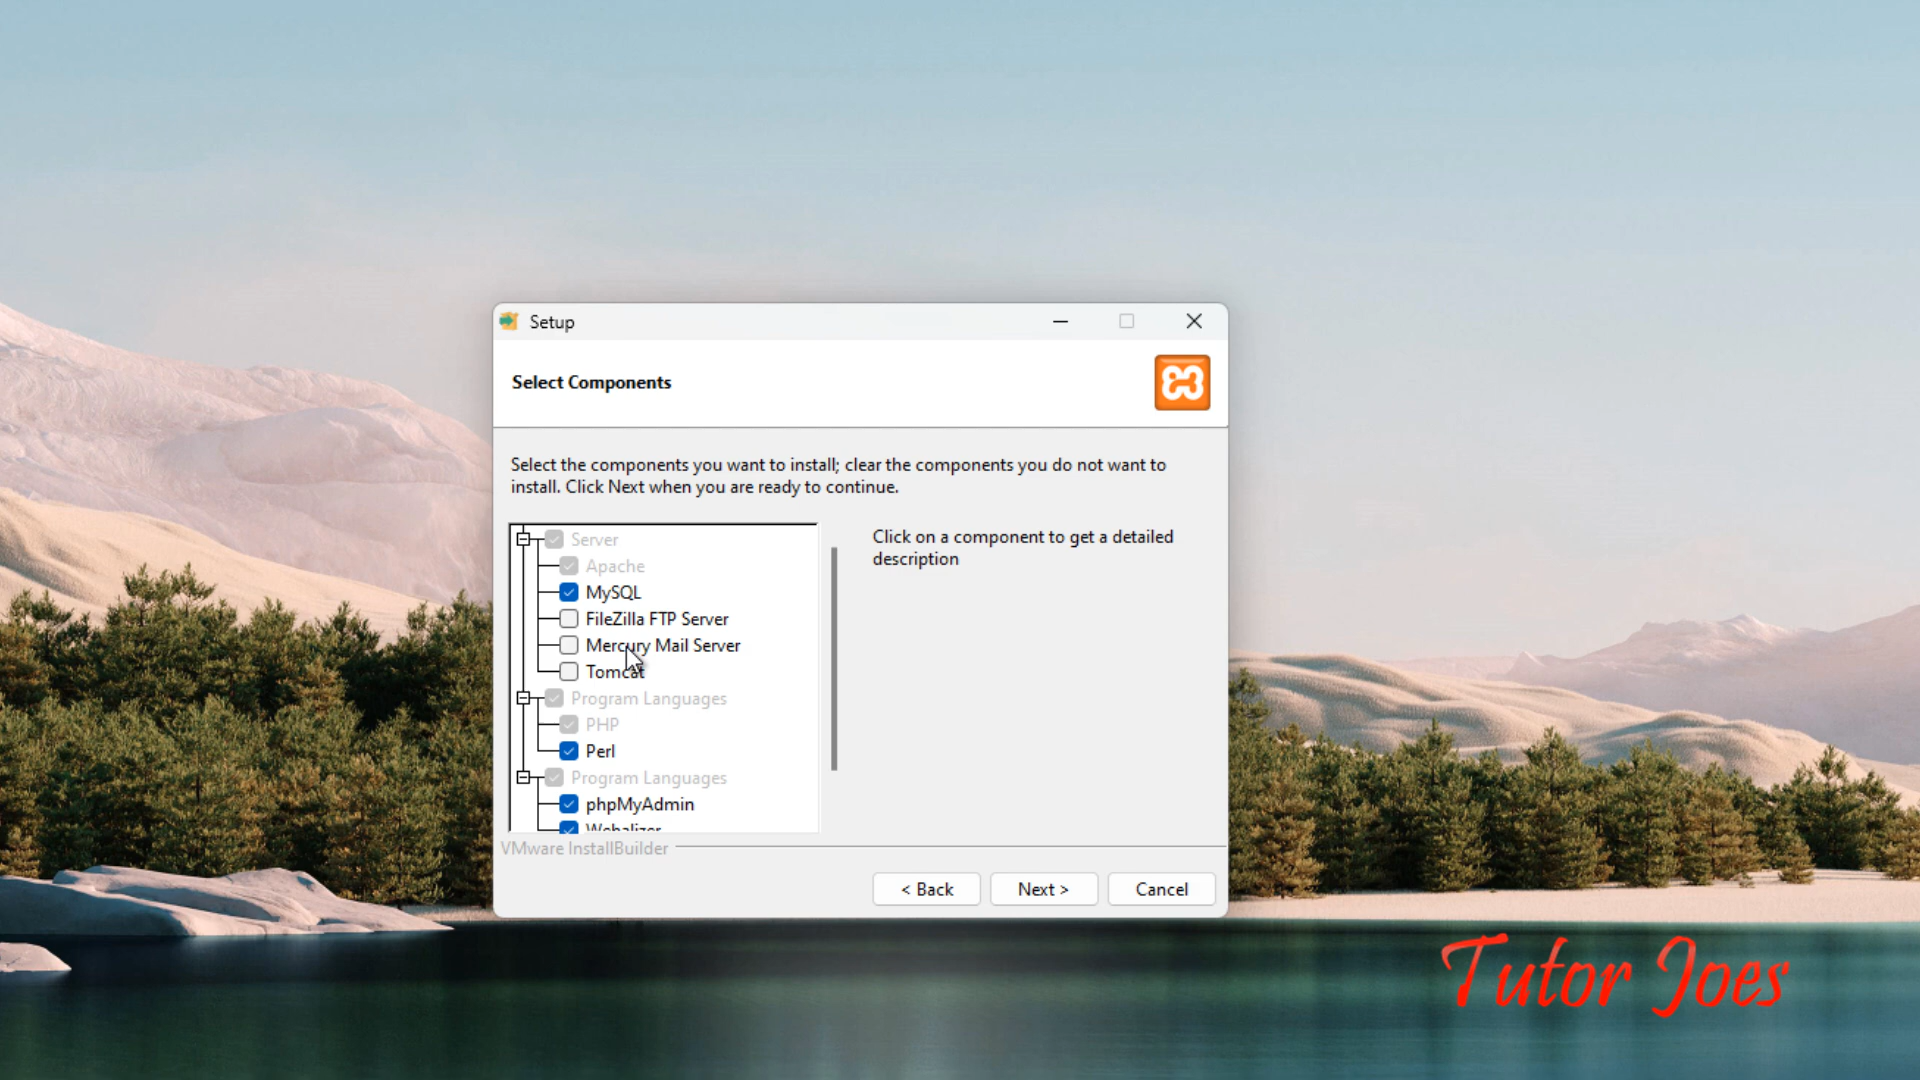 Setup
Select Components
Select the components you want to install; clear the components you do not want to
install. Click Next when you are ready to continue.
Server
Apache
MySQL
FileZilla FTP Server
Mercury Mail Server
Tomcat
Program Languages
PHP
Perl
Program Languages
phpMyAdmin
Webalizer
Click on a component to get a detailed
description
VMware InstallBuilder
< Back
Next >
Cancel
Tutor Joes